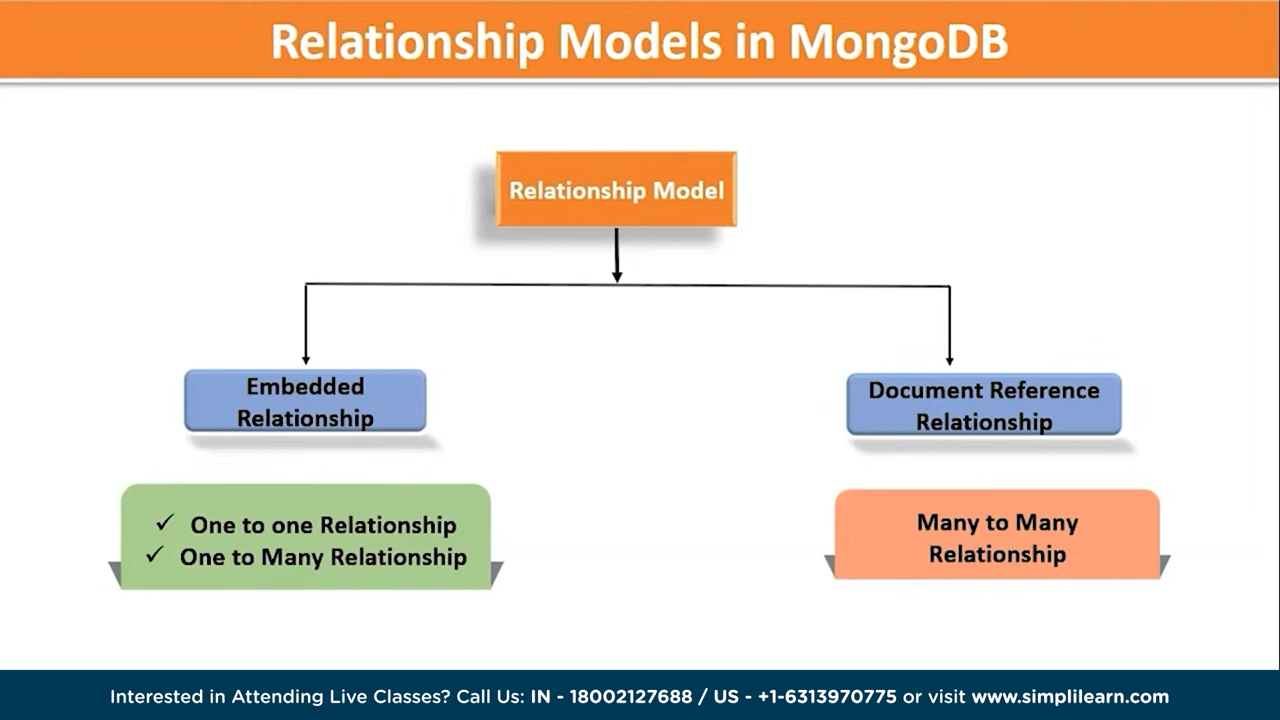 Relationship Models in MongoDB
Relationship Model
Embedded
Relationship
Document Reference
Relationship
✓ One to one Relationship
✓ One to Many Relationship
Many to Many
Relationship
Interested in Attending Live Classes? Call Us: IN - 18002127688 / US - +1-6313970775 or visit www.simplilearn.com